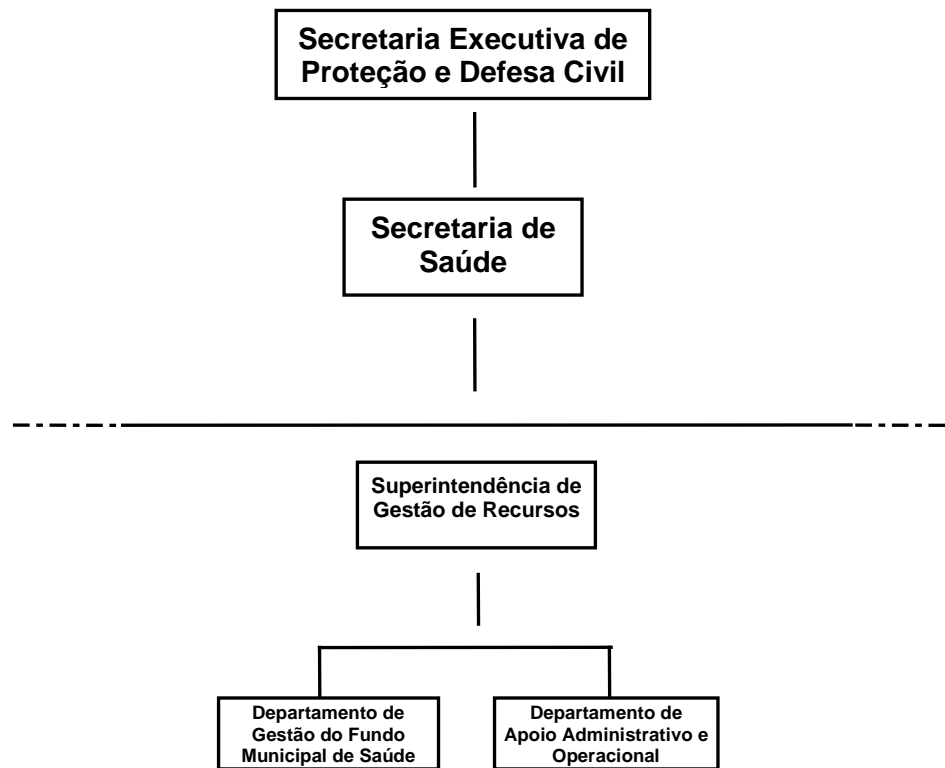 Secretaria Executiva de
Proteção e Defesa Civil
Secretaria de
Saúde
Superintendência de
Gestão de Recursos
Departamento de
Gestão do Fundo
Municipal de Saúde
Departamento de
Apoio Administrativo e
Operacional